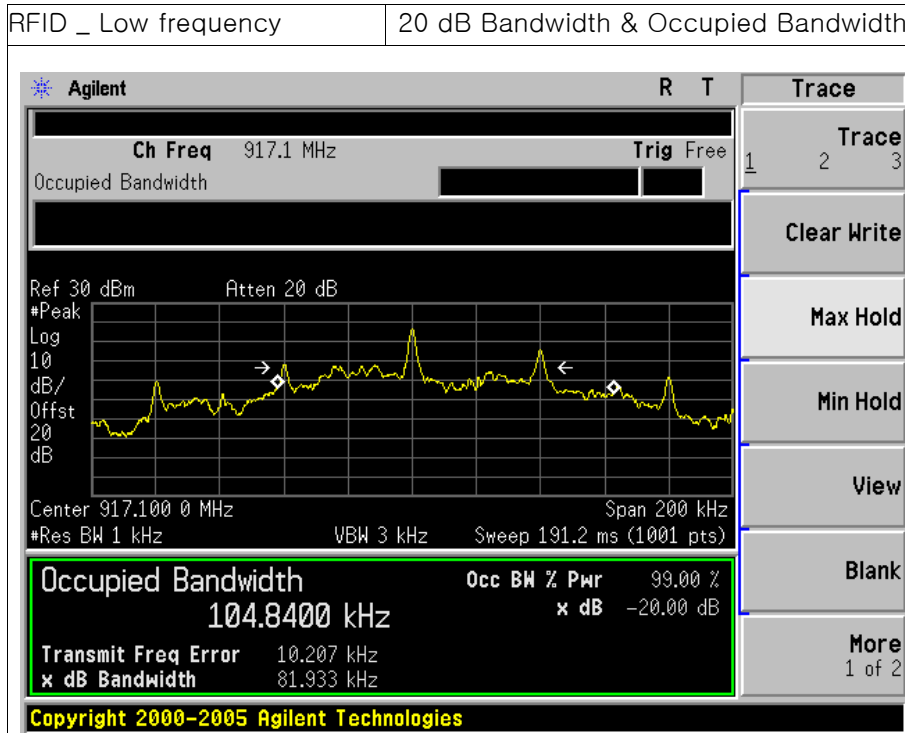 RFID _ Low frequency
20 dB Bandwidth & Occupied Bandwidth
Agilent
R T
Trace
Ch Freq 917.1 MHz
Trig Free
Occupied Bandwidth
Trace
1 2 3
Clear Write
Max Hold
Min Hold
View
Blank
More
1 of 2
Ref 30 dBm
Atten 20 dB
#Peak
Log
10
dB/
Offst
20
dB
Center 917.100 0 MHz
Span 200 kHz
#Res BW 1 kHz
VBW 3 kHz
Sweep 191.2 ms (1001 pts)
Occupied Bandwidth
104.8400 kHz
Occ BW % Pwr 99.00 %
x dB -20.00 dB
Transmit Freq Error 10.207 kHz
x dB Bandwidth 81.933 kHz
Copyright 2000-2005 Agilent Technologies